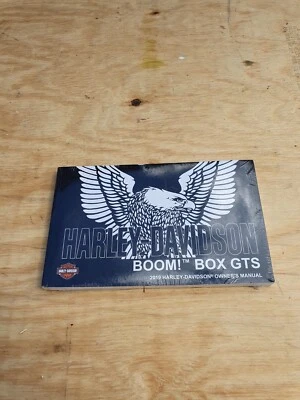 HARLEY-DAVIDSON
BOOM!™ BOX GTS
2019 HARLEY-DAVIDSON® OWNER'S MANUAL